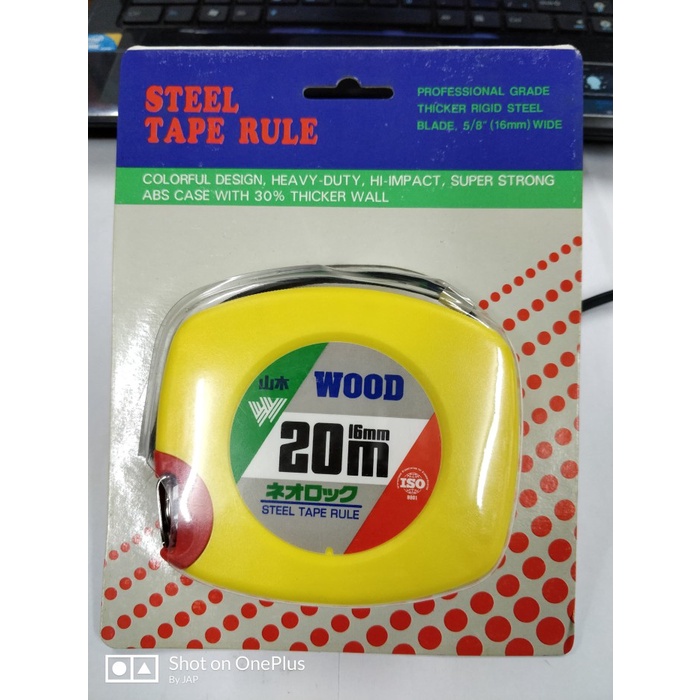 STEEL
TAPE RULE
PROFESSIONAL GRADE
THICKER RIGID STEEL
BLADE, 5/8" (16mm) WIDE
COLORFUL DESIGN, HEAVY-DUTY, HI-IMPACT, SUPER STRONG
ABS CASE WITH 30% THICKER WALL
山木
WOOD
16mm
20m
ネオロック
STEEL TAPE RULE
ISO
9001
Shot on OnePlus
By JAP